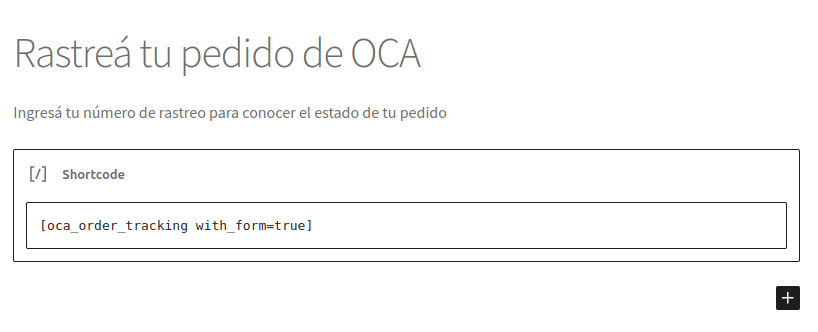 Rastreá tu pedido de OCA
Ingresá tu número de rastreo para conocer el estado de tu pedido
[/] Shortcode
[oca_order_tracking with_form=true]